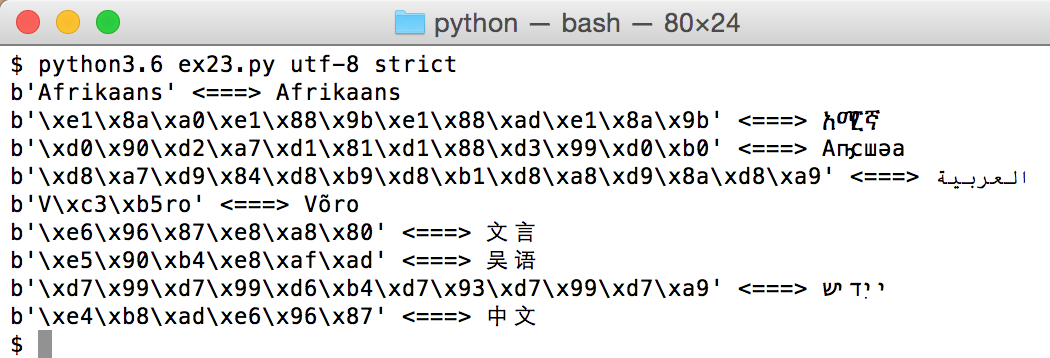 python — bash — 80×24
$ python3.6 ex23.py utf-8 strict
b'Afrikaans' <===> Afrikaans
b'\xe1\x8a\xa0\xe1\x88\x9b\xe1\x88\xad\xe1\x8a\x9b' <===> አማርኛ
b'\xd0\x90\xd2\xa7\xd1\x81\xd1\x88\xd3\x99\xd0\xb0' <===> Аҧсшәа
b'\xd8\xa7\xd9\x84\xd8\xb9\xd8\xb1\xd8\xa8\xd9\x8a\xd8\xa9' <===> العربية
b'V\xc3\xb5ro' <===> Võro
b'\xe6\x96\x87\xe8\xa8\x80' <===> 文言
b'\xe5\x90\xb4\xe8\xaf\xad' <===> 吴语
b'\xd7\x99\xd7\x99\xd6\xb4\xd7\x93\xd7\x99\xd7\xa9' <===> ייִדיש
b'\xe4\xb8\xad\xe6\x96\x87' <===> 中文
$